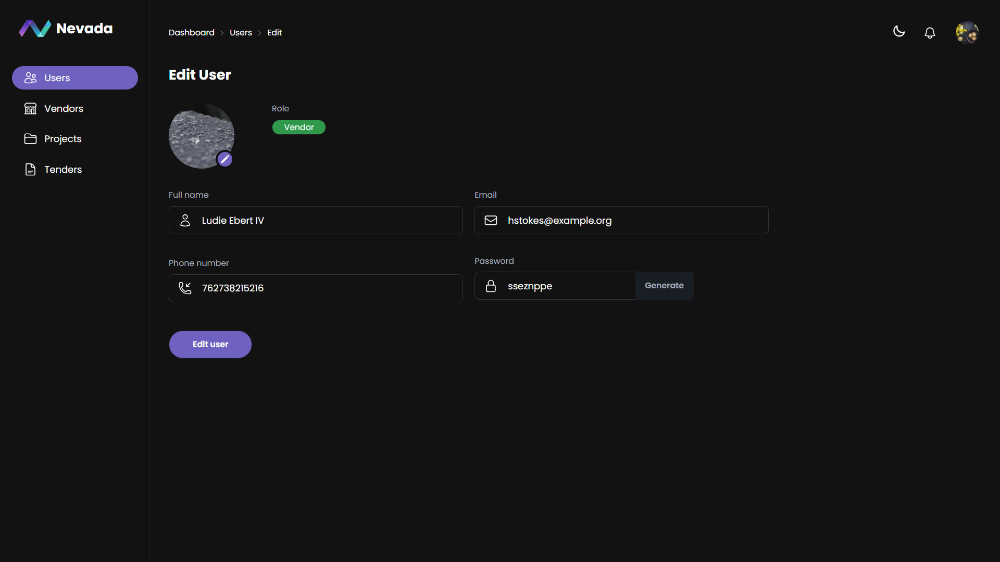 Nevada
Users
Vendors
Projects
Tenders
Dashboard > Users > Edit
Edit User
Role
Vendor
Full name
Ludie Ebert IV
Email
hstokes@example.org
Phone number
762738215216
Password
sseznppe
Generate
Edit user